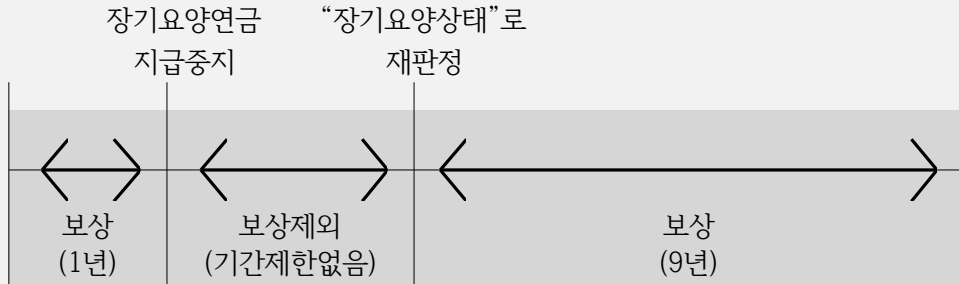 장기요양연금
지급중지
“장기요양상태”로
재판정
보상
(1년)
보상제외
(기간제한없음)
보상
(9년)